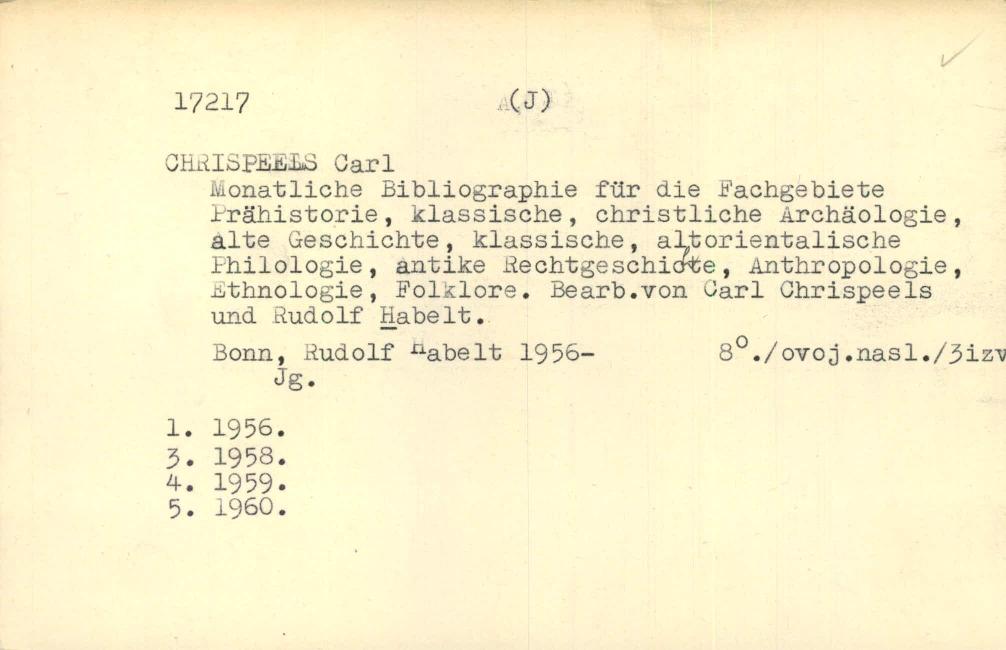 17217 (J)
CHRISPEELS Carl
Monatliche Bibliographie für die Fachgebiete
Prähistorie, klassische, christliche Archäologie,
alte Geschichte, klassische, altorientalische
Philologie, antike Rechtgeschichte, Anthropologie,
Ethnologie, Folklore. Bearb.von Carl Chrispeels
und Rudolf Habelt.
Bonn, Rudolf Habelt 1956- 8°./ovoj.nasl./3izv
Jg.
1. 1956.
3. 1958.
4. 1959.
5. 1960.